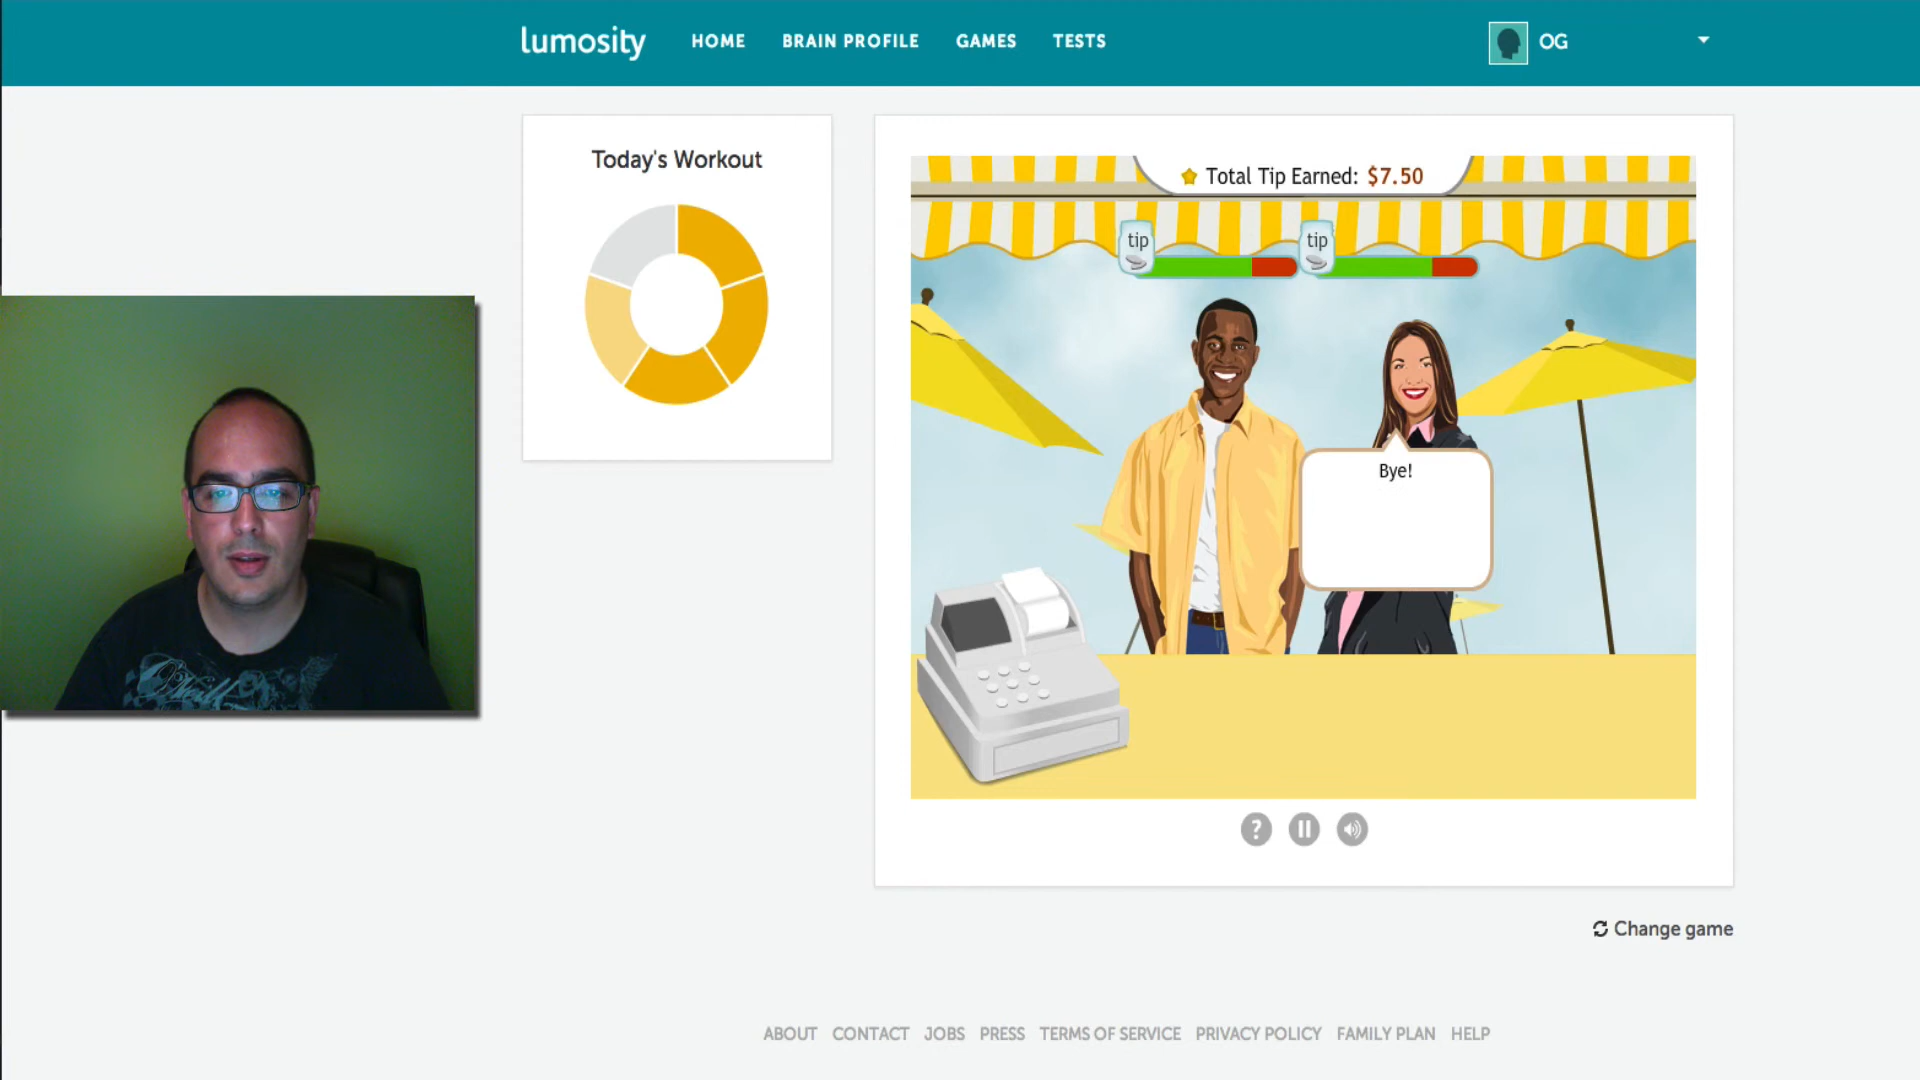 lumosity HOME BRAIN PROFILE GAMES TESTS OG
Today's Workout
Total Tip Earned: $7.50
tip tip
Bye!
?
Change game
ABOUT CONTACT JOBS PRESS TERMS OF SERVICE PRIVACY POLICY FAMILY PLAN HELP